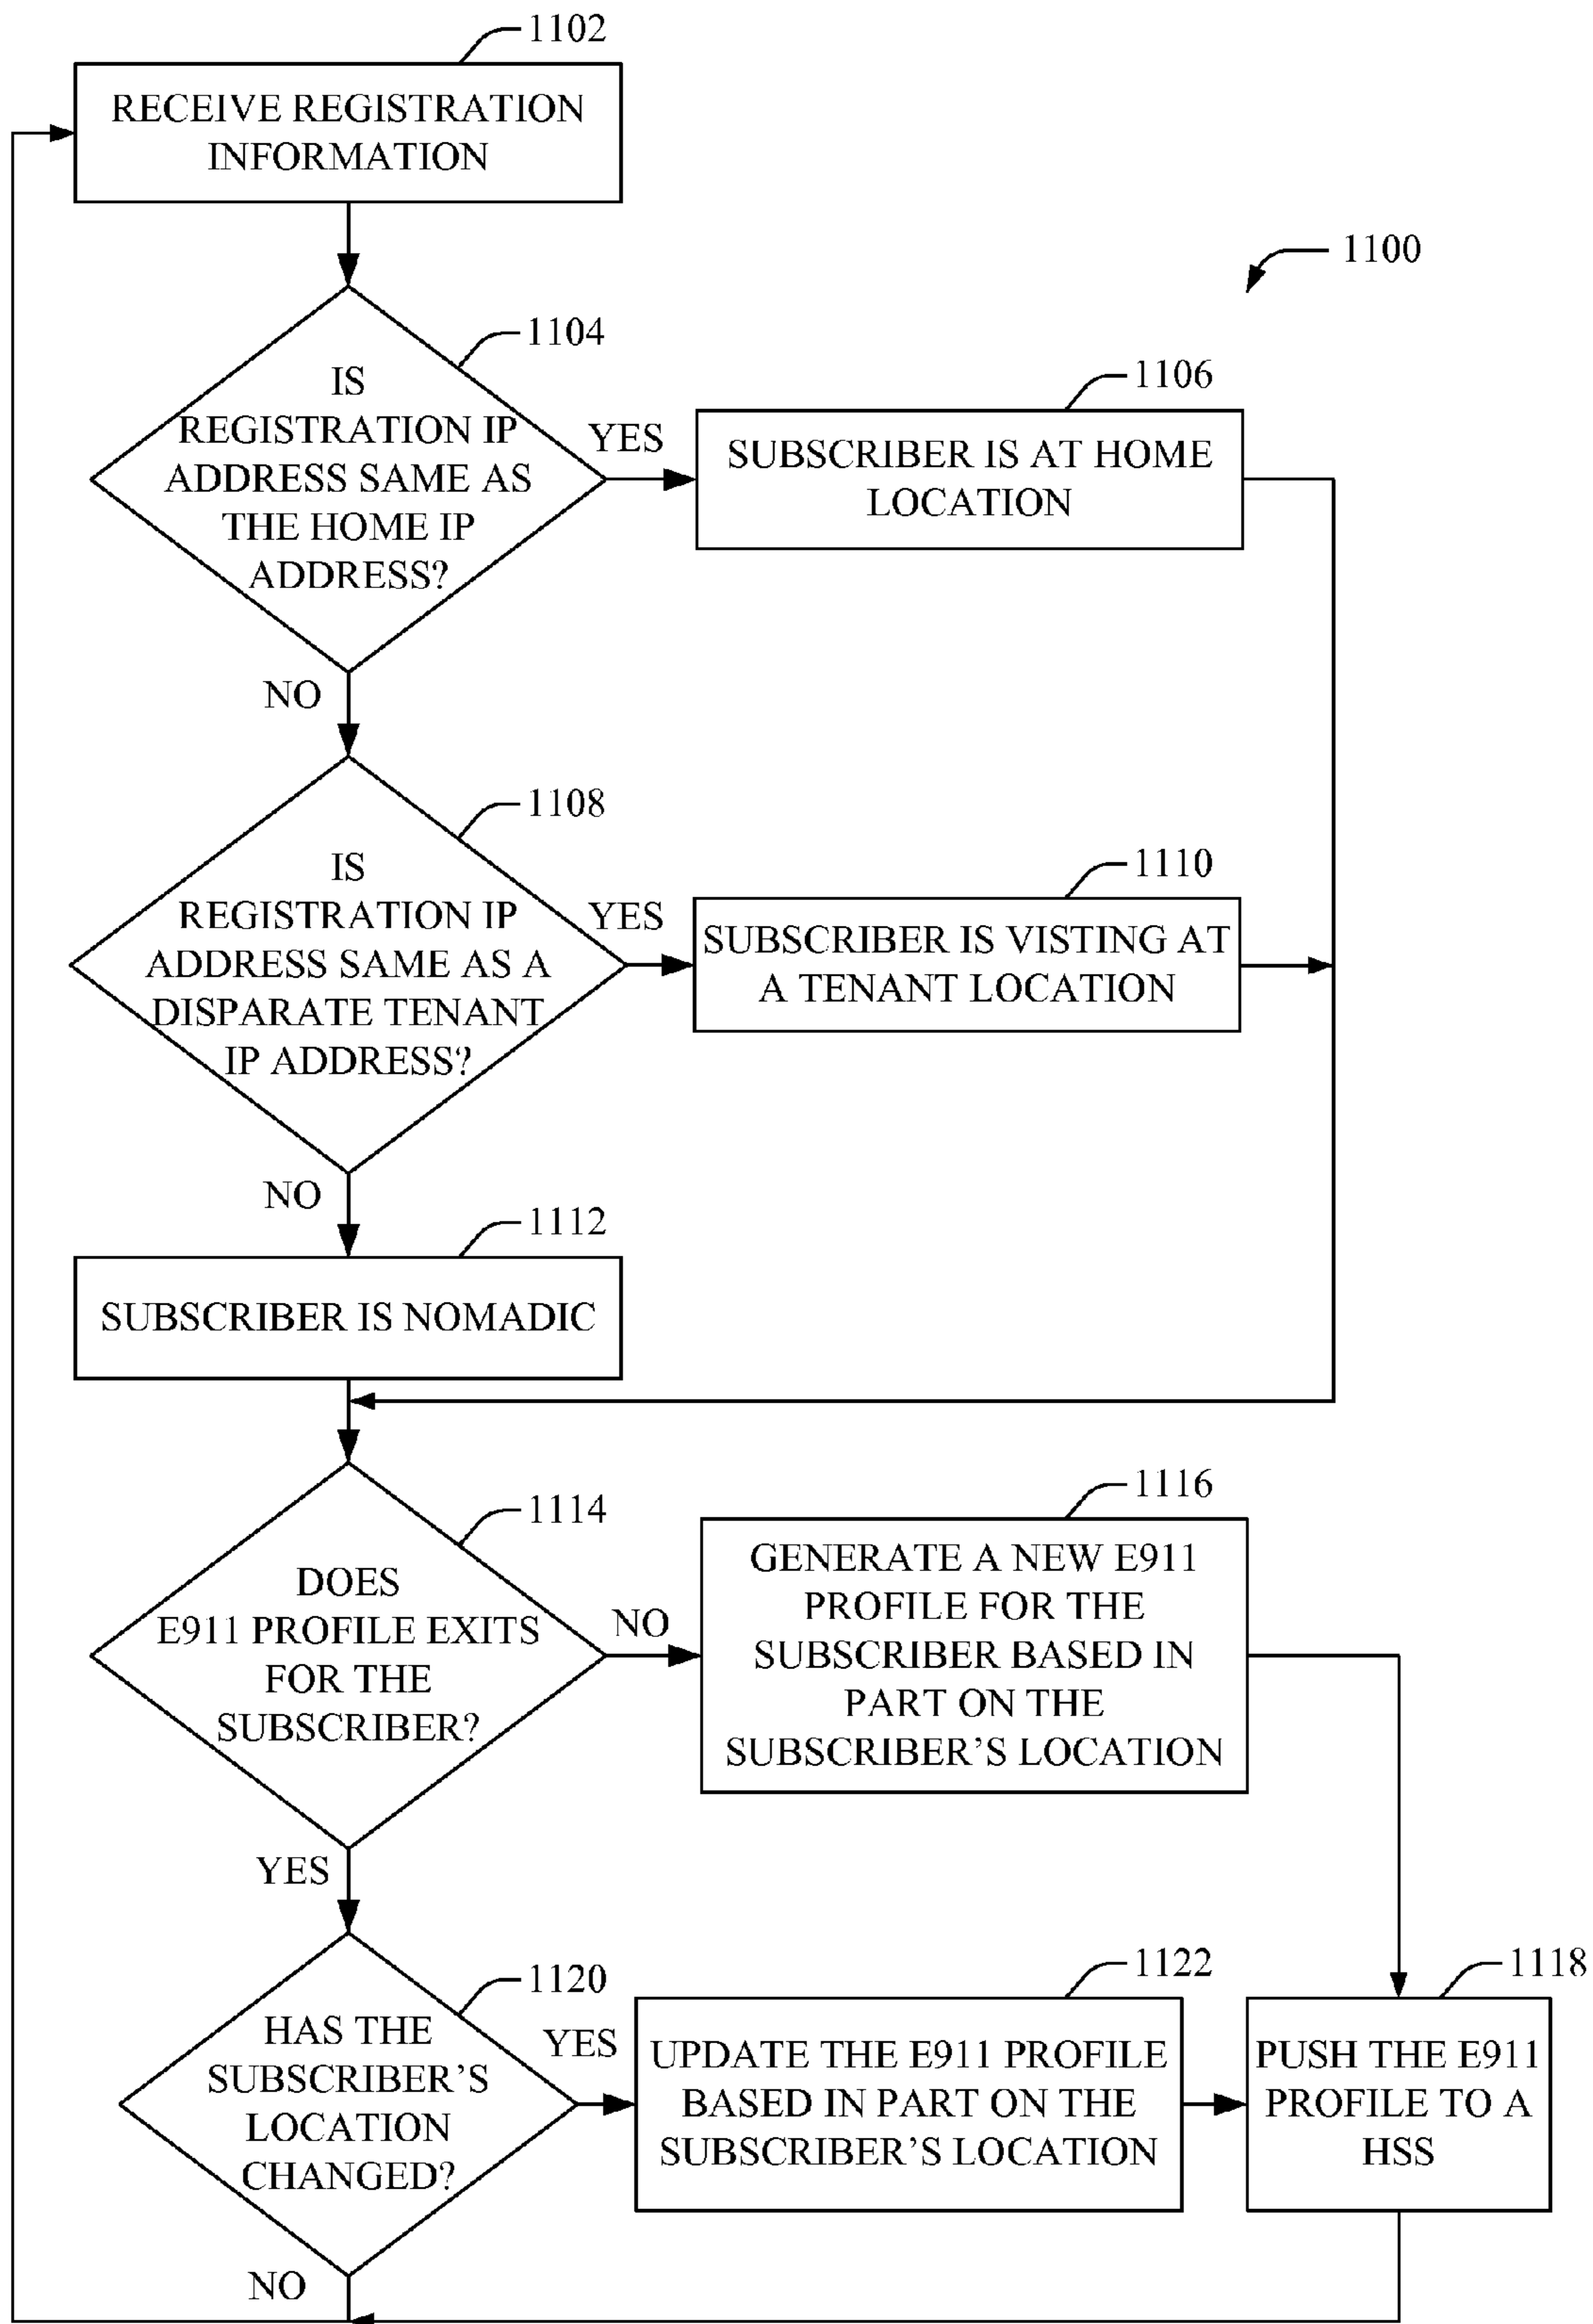 1102
RECEIVE REGISTRATION
INFORMATION
1100
1104
IS
REGISTRATION IP
ADDRESS SAME AS
THE HOME IP
ADDRESS?
YES
1106
SUBSCRIBER IS AT HOME
LOCATION
NO
1108
IS
REGISTRATION IP
ADDRESS SAME AS A
DISPARATE TENANT
IP ADDRESS?
YES
1110
SUBSCRIBER IS VISTING AT
A TENANT LOCATION
NO
1112
SUBSCRIBER IS NOMADIC
1114
DOES
E911 PROFILE EXITS
FOR THE
SUBSCRIBER?
NO
1116
GENERATE A NEW E911
PROFILE FOR THE
SUBSCRIBER BASED IN
PART ON THE
SUBSCRIBER’S LOCATION
YES
1120
HAS THE
SUBSCRIBER’S
LOCATION
CHANGED?
YES
1122
UPDATE THE E911 PROFILE
BASED IN PART ON THE
SUBSCRIBER’S LOCATION
1118
PUSH THE E911
PROFILE TO A
HSS
NO